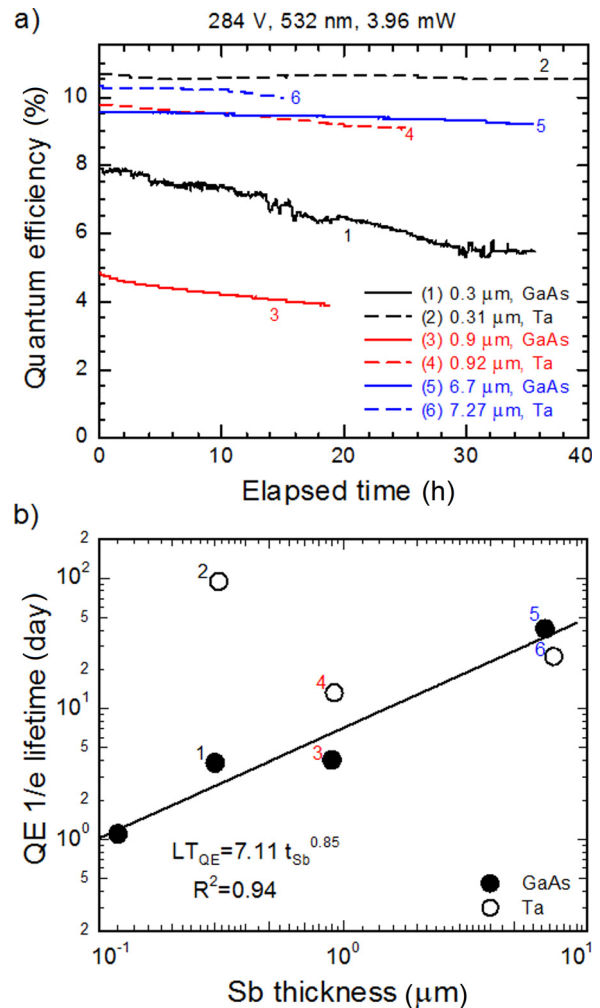 a)
284 V, 532 nm, 3.96 mW
Quantum efficiency (%)
10
8
6
4
2
0
2
6
5
4
1
3
(1) 0.3 μm, GaAs
(2) 0.31 μm, Ta
(3) 0.9 μm, GaAs
(4) 0.92 μm, Ta
(5) 6.7 μm, GaAs
(6) 7.27 μm, Ta
0 10 20 30 40
Elapsed time (h)
b)
QE 1/e lifetime (day)
2
10²
5
2
10¹
5
2
10⁰
5
2
2
5
6
4
1
3
LT_QE=7.11 t_Sb^0.85
R²=0.94
GaAs
Ta
10⁻¹ 10⁰ 10¹
Sb thickness (μm)